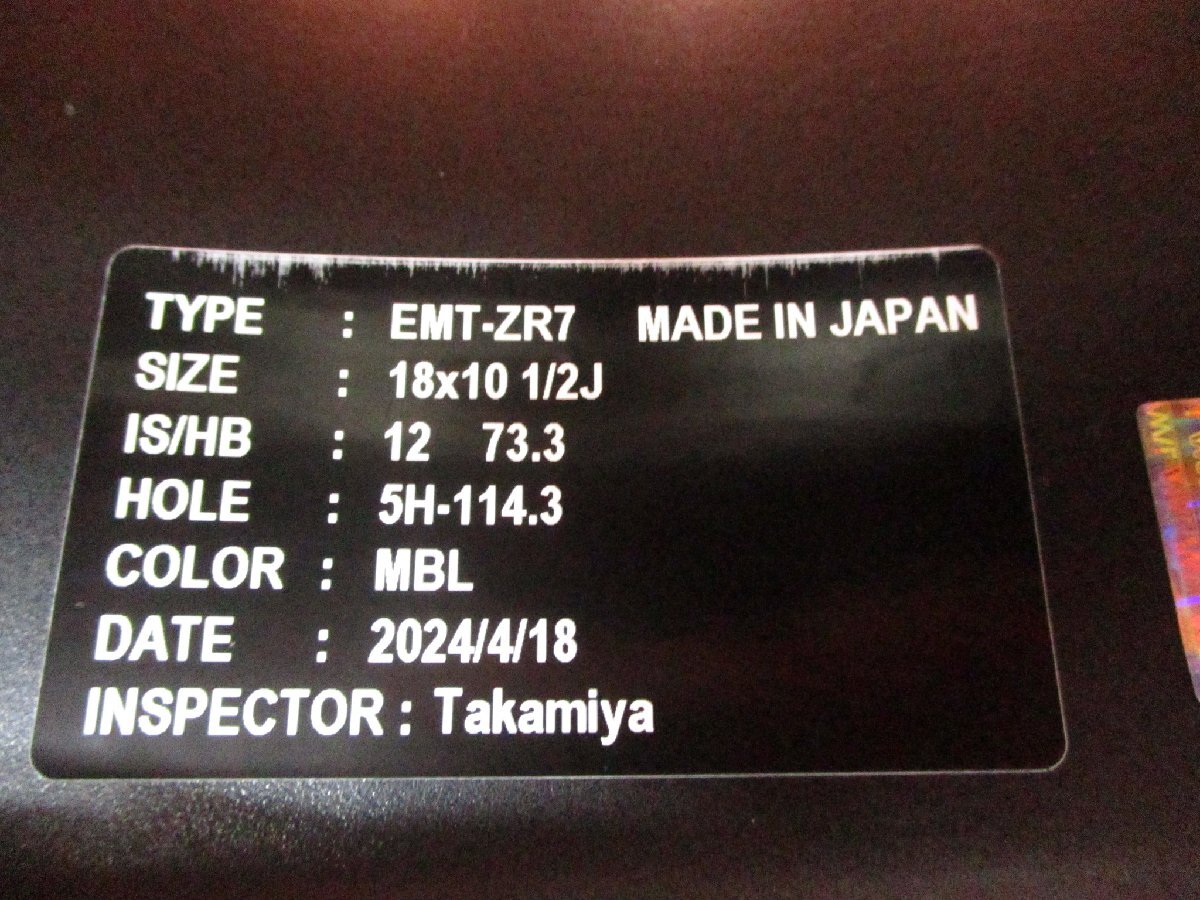 TYPE : EMT-ZR7 MADE IN JAPAN
SIZE : 18x10 1/2J
IS/HB : 12 73.3
HOLE : 5H-114.3
COLOR : MBL
DATE : 2024/4/18
INSPECTOR : Takamiya